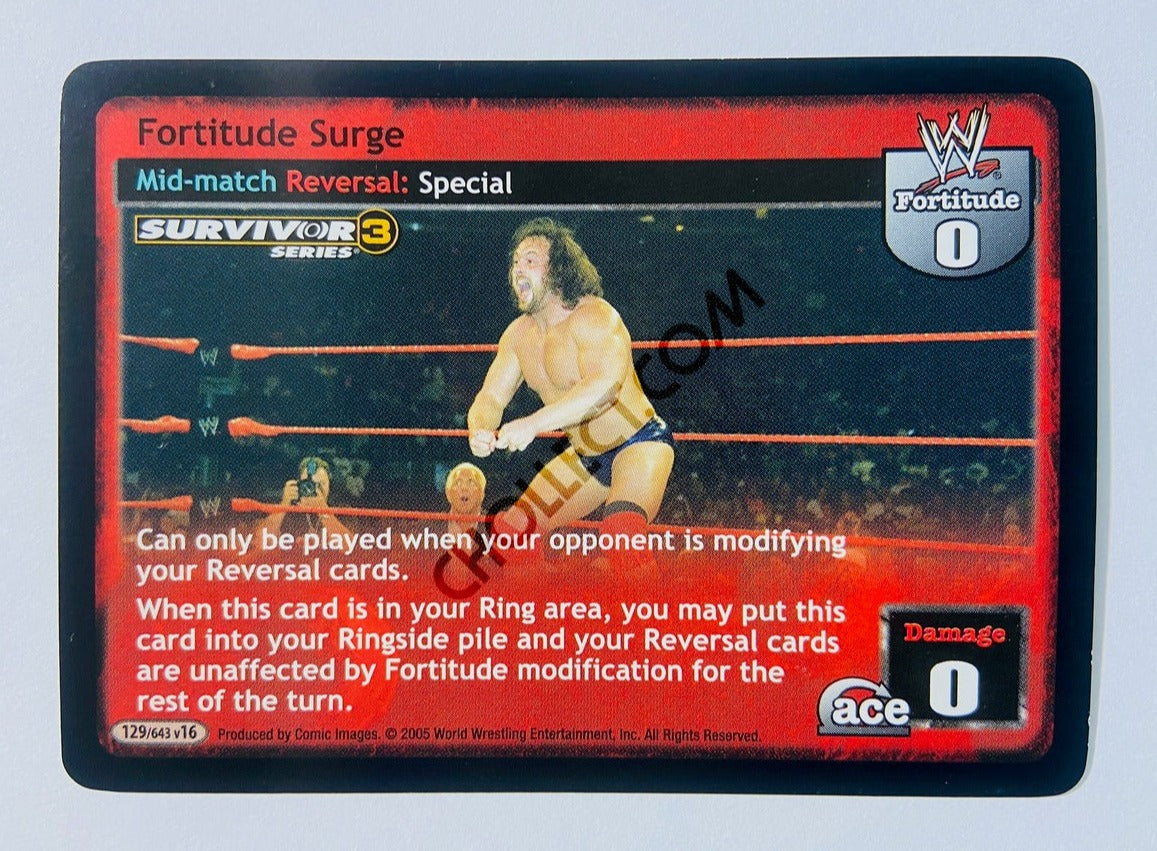 Fortitude Surge
Mid-match Reversal: Special
W
Fortitude
0
SURVIVOR 3
SERIES®
CHOLLECT.COM
Can only be played when your opponent is modifying
your Reversal cards.
When this card is in your Ring area, you may put this
card into your Ringside pile and your Reversal cards
are unaffected by Fortitude modification for the
rest of the turn.
Damage
0
ace
129/643 v16
Produced by Comic Images. © 2005 World Wrestling Entertainment, Inc. All Rights Reserved.